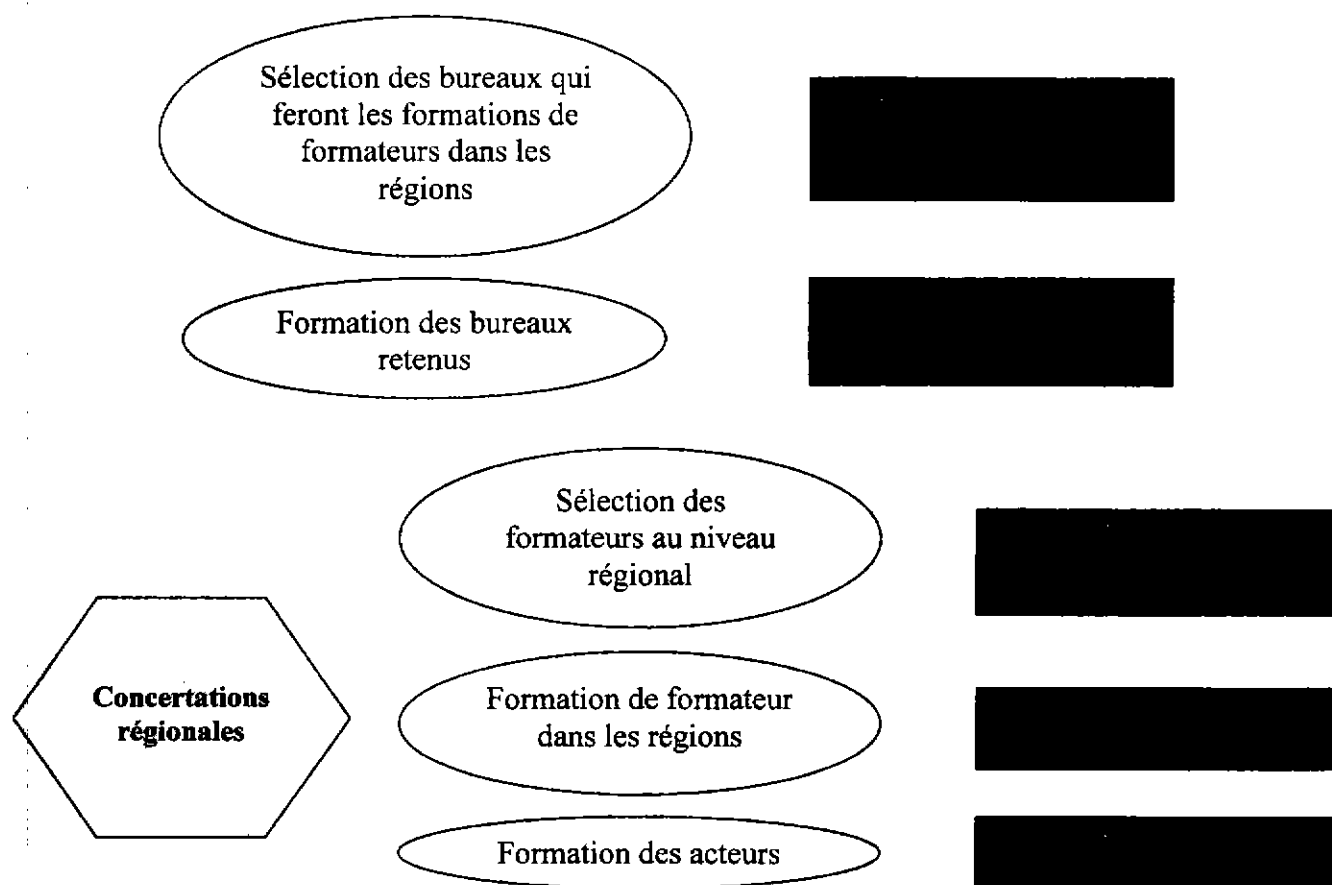 Sélection des bureaux qui
feront les formations de
formateurs dans les
régions
Formation des bureaux
retenus
Sélection des
formateurs au niveau
régional
Concertations
régionales
Formation de formateur
dans les régions
Formation des acteurs